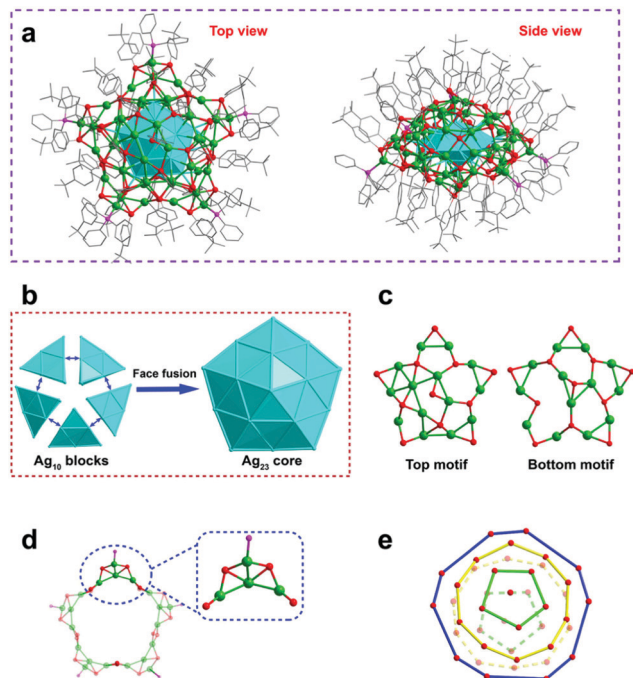 a
Top view
Side view
b
Face fusion
Ag₁₀ blocks
Ag₂₃ core
c
Top motif
Bottom motif
d
e